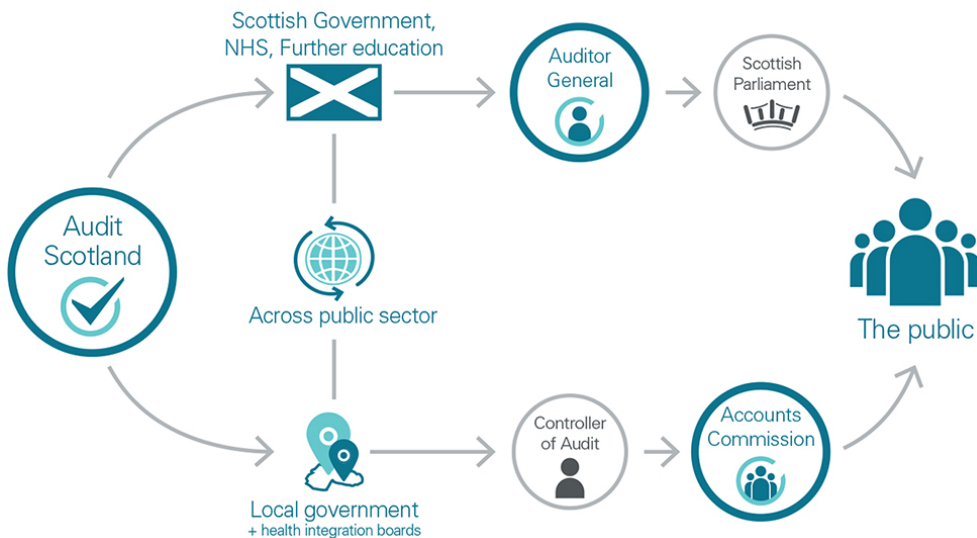 Scottish Government,
NHS, Further education
Auditor
General
Scottish
Parliament
Audit
Scotland
Across public sector
The public
Controller
of Audit
Accounts
Commission
Local government
+ health integration boards